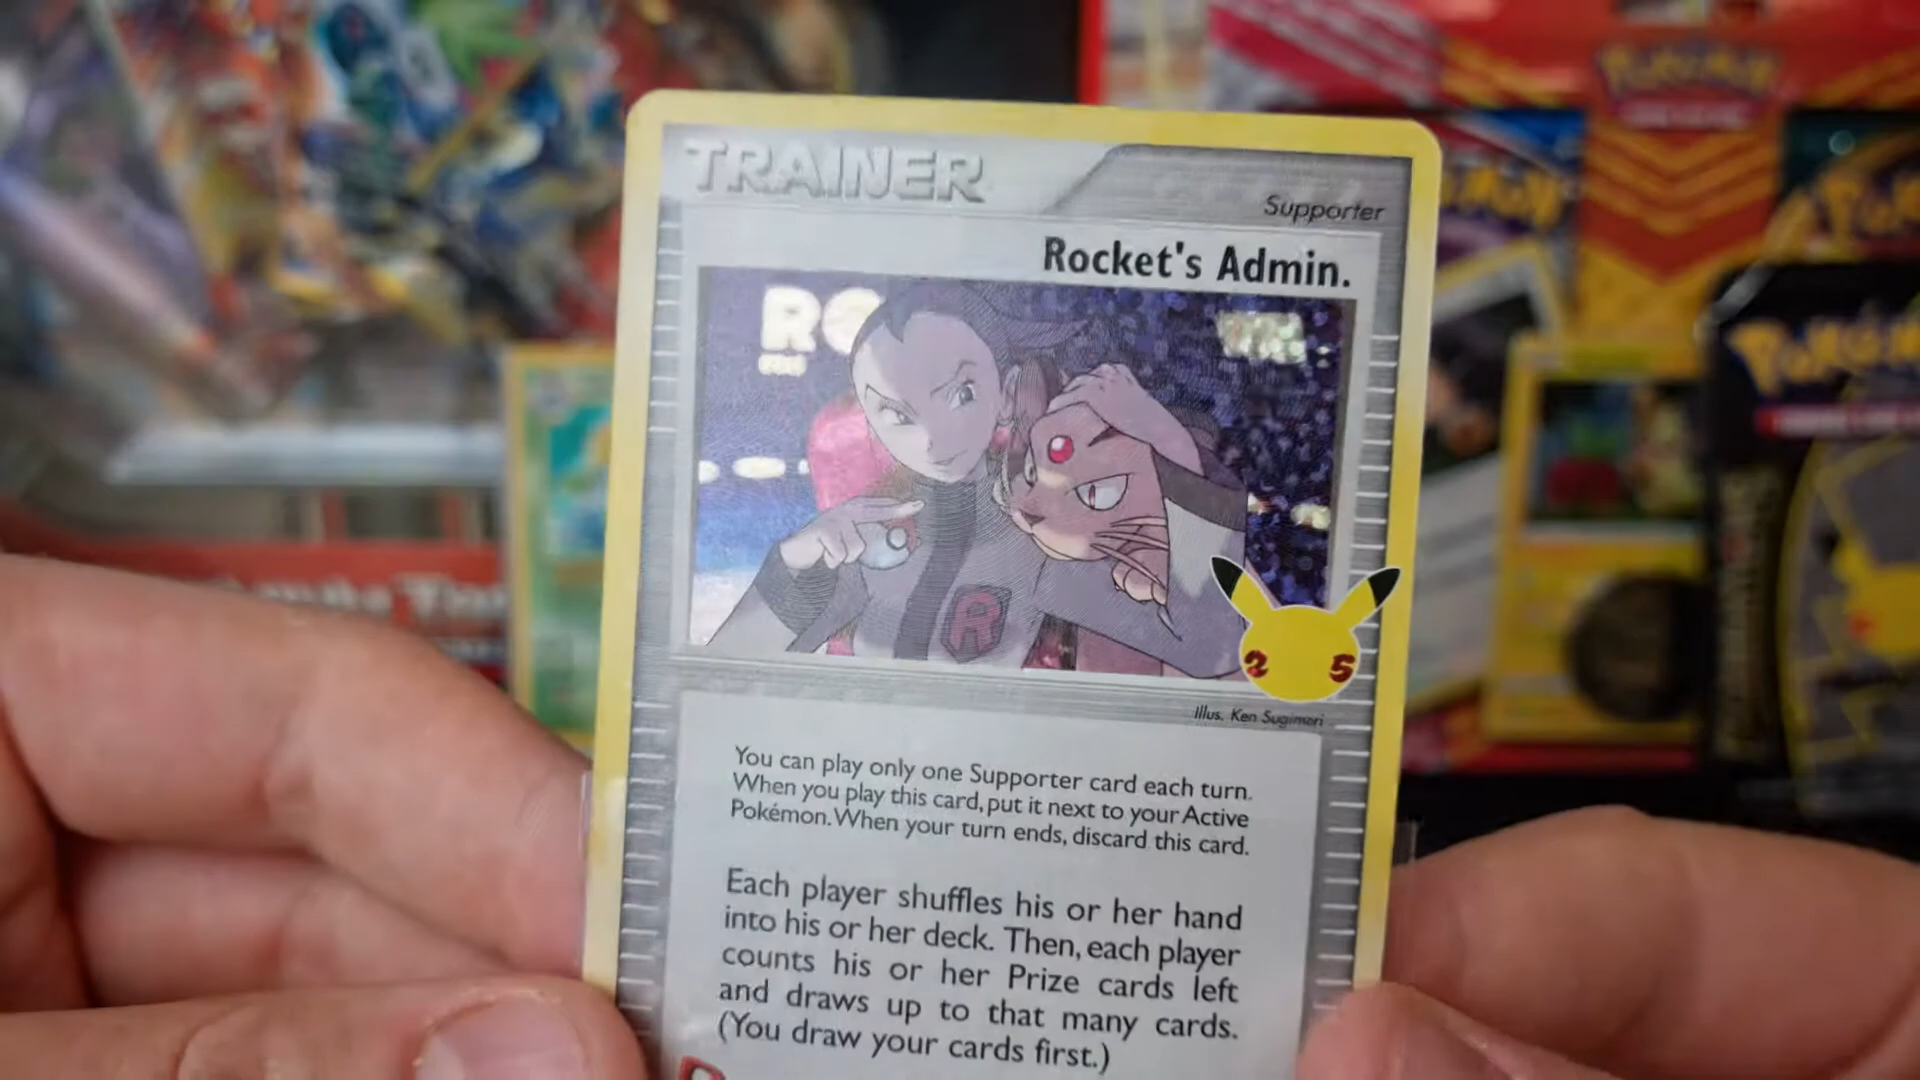 TRAINER
Supporter
Rocket's Admin.
R
25
Illus. Ken Sugimori
You can play only one Supporter card each turn.
When you play this card, put it next to your Active
Pokémon. When your turn ends, discard this card.
Each player shuffles his or her hand
into his or her deck. Then, each player
counts his or her Prize cards left
and draws up to that many cards.
(You draw your cards first.)
POKÉMON